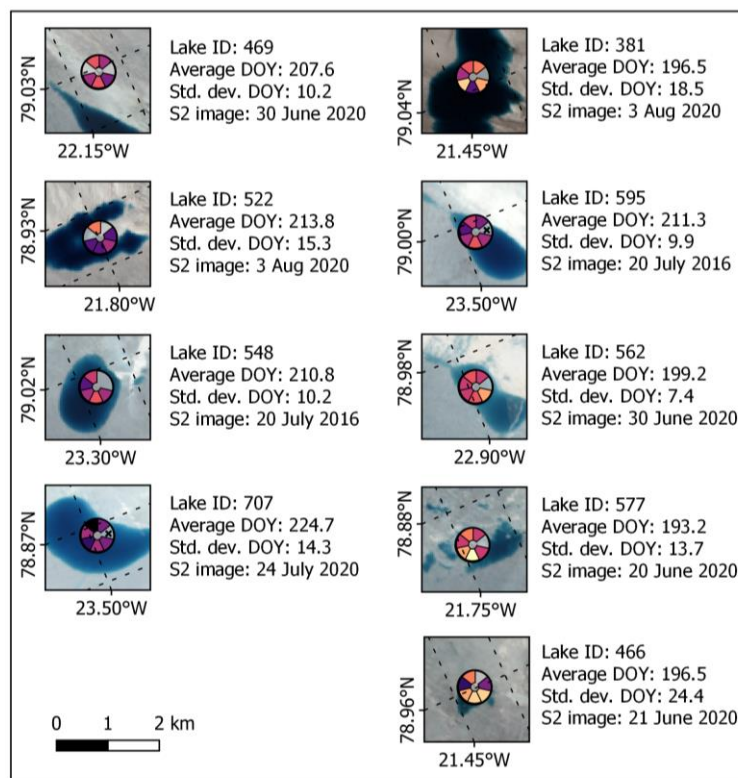 79.03°N
22.15°W
Lake ID: 469
Average DOY: 207.6
Std. dev. DOY: 10.2
S2 image: 30 June 2020
78.93°N
21.80°W
Lake ID: 522
Average DOY: 213.8
Std. dev. DOY: 15.3
S2 image: 3 Aug 2020
79.02°N
23.30°W
Lake ID: 548
Average DOY: 210.8
Std. dev. DOY: 10.2
S2 image: 20 July 2016
78.87°N
23.50°W
Lake ID: 707
Average DOY: 224.7
Std. dev. DOY: 14.3
S2 image: 24 July 2020
0 1 2 km
79.04°N
21.45°W
Lake ID: 381
Average DOY: 196.5
Std. dev. DOY: 18.5
S2 image: 3 Aug 2020
79.00°N
23.50°W
Lake ID: 595
Average DOY: 211.3
Std. dev. DOY: 9.9
S2 image: 20 July 2016
78.98°N
22.90°W
Lake ID: 562
Average DOY: 199.2
Std. dev. DOY: 7.4
S2 image: 30 June 2020
78.88°N
21.75°W
Lake ID: 577
Average DOY: 193.2
Std. dev. DOY: 13.7
S2 image: 20 June 2020
78.96°N
21.45°W
Lake ID: 466
Average DOY: 196.5
Std. dev. DOY: 24.4
S2 image: 21 June 2020